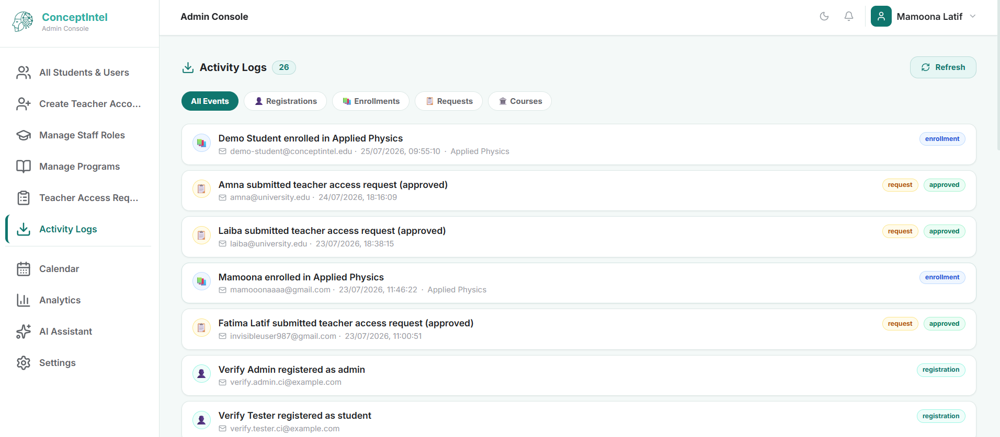 ConceptIntel
Admin Console
Admin Console
Mamoona Latif
All Students & Users
Create Teacher Acco...
Manage Staff Roles
Manage Programs
Teacher Access Req...
Activity Logs
Calendar
Analytics
AI Assistant
Settings
Activity Logs 26
Refresh
All Events Registrations Enrollments Requests Courses
Demo Student enrolled in Applied Physics enrollment
demo-student@conceptintel.edu · 25/07/2026, 09:55:10 · Applied Physics
Amna submitted teacher access request (approved) request approved
amna@university.edu · 24/07/2026, 18:16:09
Laiba submitted teacher access request (approved) request approved
laiba@university.edu · 23/07/2026, 18:38:15
Mamoona enrolled in Applied Physics enrollment
mamooonaaaa@gmail.com · 23/07/2026, 11:46:22 · Applied Physics
Fatima Latif submitted teacher access request (approved) request approved
invisibleuser987@gmail.com · 23/07/2026, 11:00:51
Verify Admin registered as admin registration
verify.admin.ci@example.com
Verify Tester registered as student registration
verify.tester.ci@example.com